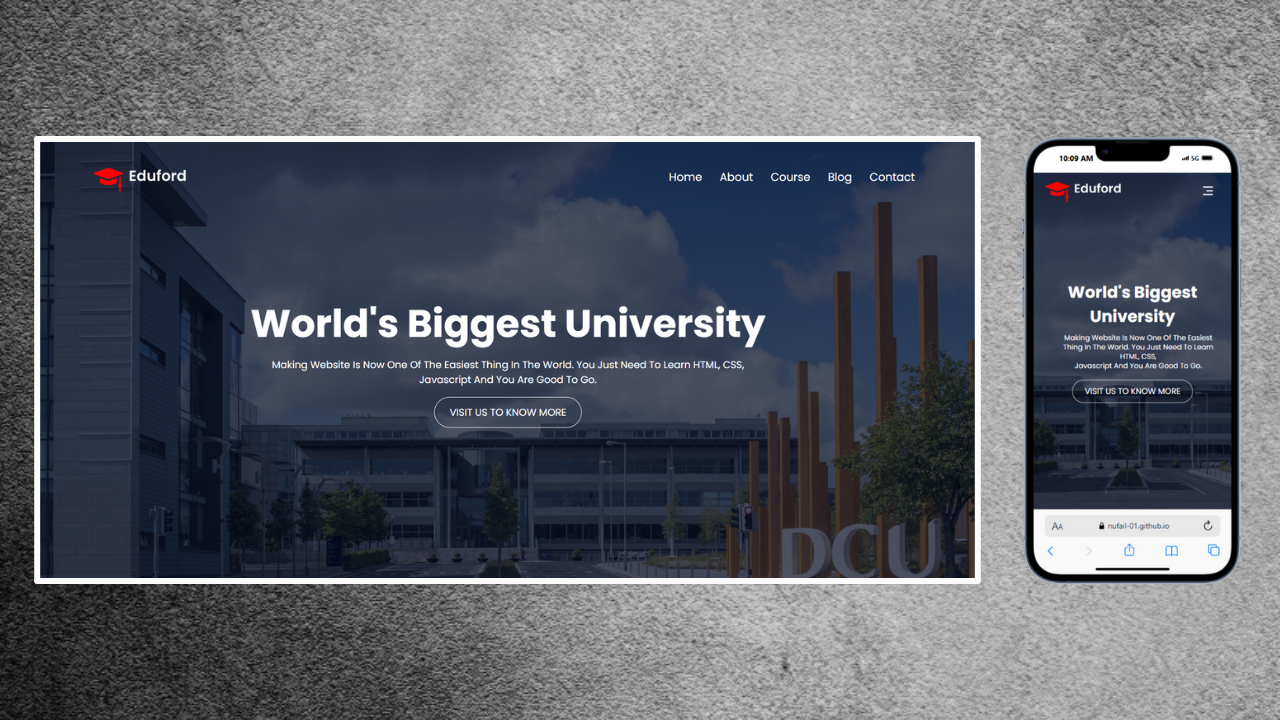 Eduford
Home About Course Blog Contact
World's Biggest University
Making Website Is Now One Of The Easiest Thing In The World. You Just Need To Learn HTML, CSS,
Javascript And You Are Good To Go.
VISIT US TO KNOW MORE
DCU
10:09 AM 5G
Eduford
World's Biggest
University
Making Website Is Now One Of The Easiest
Thing In The World. You Just Need To Learn
HTML, CSS,
Javascript And You Are Good To Go.
VISIT US TO KNOW MORE
AA nufail-01.github.io